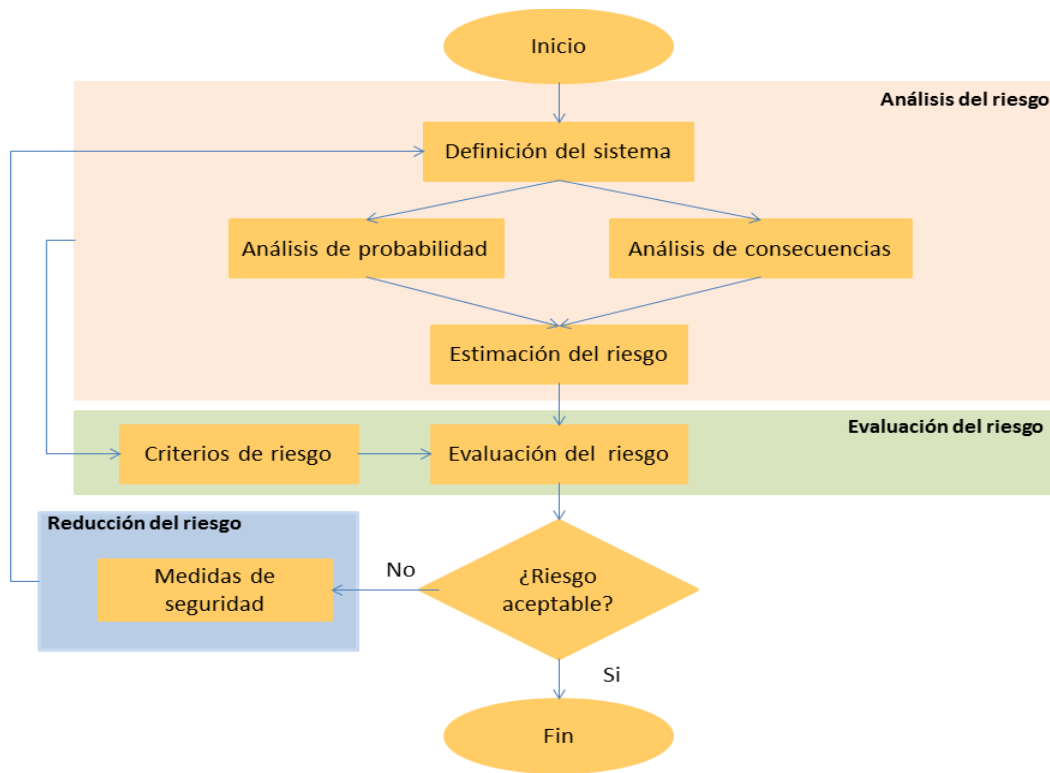 Inicio
Análisis del riesgo
Definición del sistema
Análisis de probabilidad
Análisis de consecuencias
Estimación del riesgo
Evaluación del riesgo
Criterios de riesgo
Evaluación del riesgo
Reducción del riesgo
Medidas de
seguridad
No
¿Riesgo
aceptable?
Si
Fin